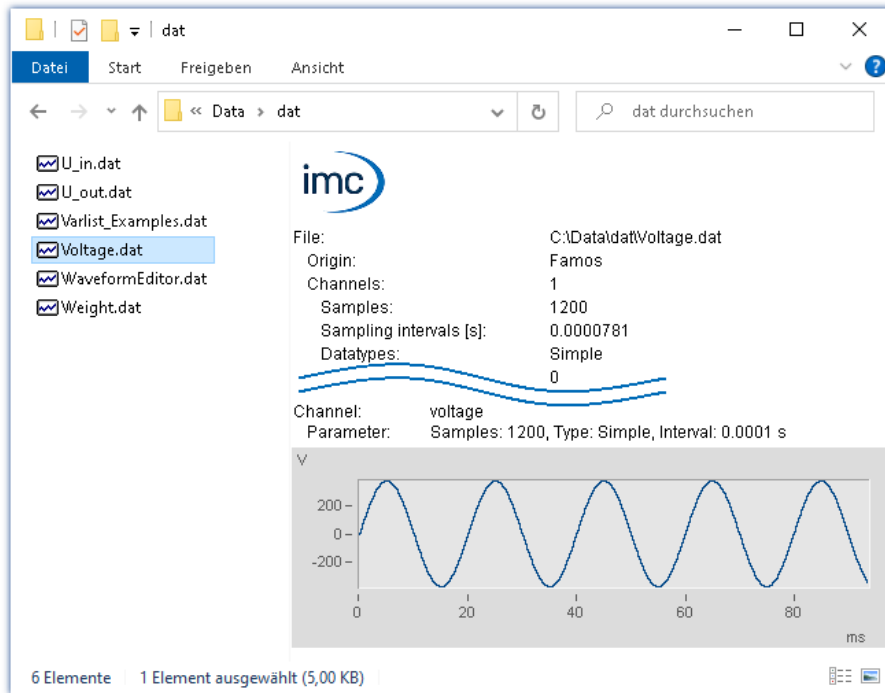 dat
Datei Start Freigeben Ansicht ?
« Data > dat dat durchsuchen
U_in.dat
U_out.dat
Varlist_Examples.dat
Voltage.dat
WaveformEditor.dat
Weight.dat
imc
File: C:\Data\dat\Voltage.dat
Origin: Famos
Channels: 1
Samples: 1200
Sampling intervals [s]: 0.0000781
Datatypes: Simple
0
Channel: voltage
Parameter: Samples: 1200, Type: Simple, Interval: 0.0001 s
V
200
0
-200
0 20 40 60 80
ms
6 Elemente 1 Element ausgewählt (5,00 KB)